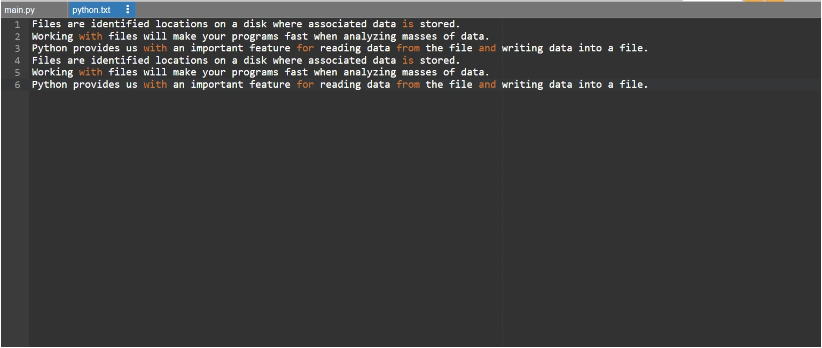 main.py python.txt
1 Files are identified locations on a disk where associated data is stored.
2 Working with files will make your programs fast when analyzing masses of data.
3 Python provides us with an important feature for reading data from the file and writing data into a file.
4 Files are identified locations on a disk where associated data is stored.
5 Working with files will make your programs fast when analyzing masses of data.
6 Python provides us with an important feature for reading data from the file and writing data into a file.